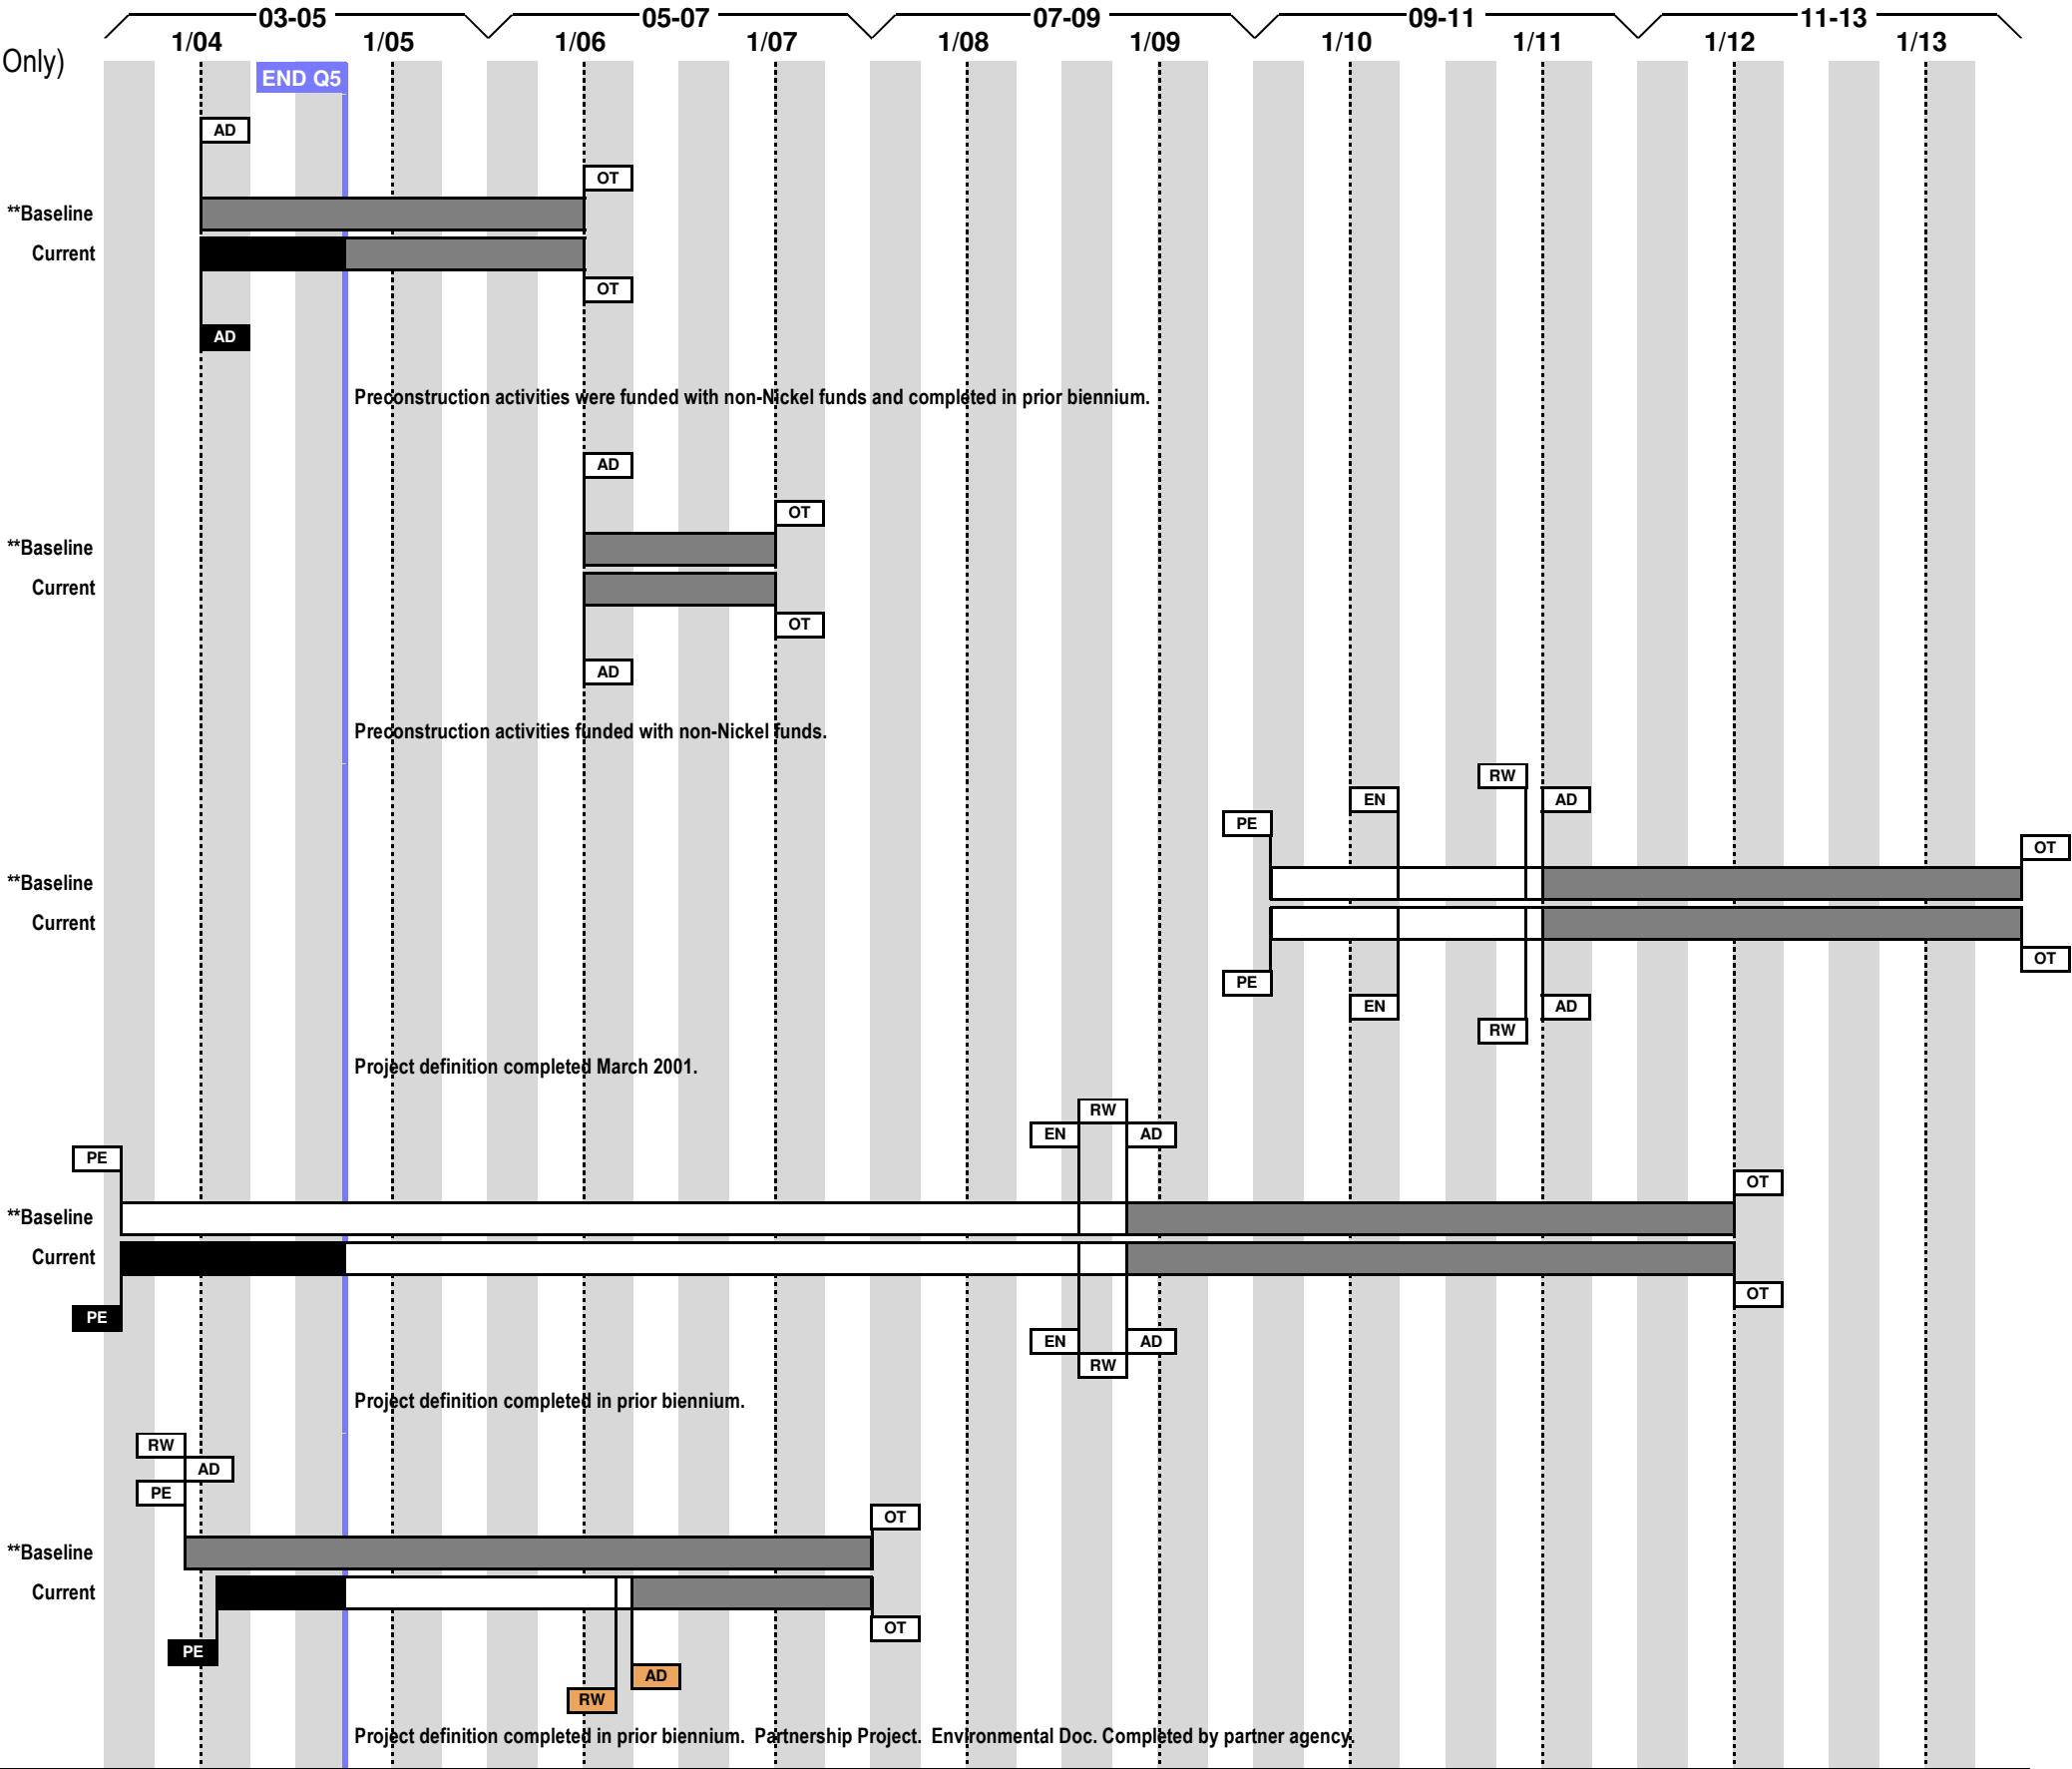 03-05 05-07 07-09 09-11 11-13
1/04 1/05 1/06 1/07 1/08 1/09 1/10 1/11 1/12 1/13
Only)
END Q5
AD
OT
**Baseline
Current
OT
AD
Preconstruction activities were funded with non-Nickel funds and completed in prior biennium.
AD
OT
**Baseline
Current
OT
AD
Preconstruction activities funded with non-Nickel funds.
RW
EN AD
PE
OT
**Baseline
Current
OT
PE
EN AD
RW
Project definition completed March 2001.
RW
EN AD
PE
OT
**Baseline
Current
OT
PE
EN AD
RW
Project definition completed in prior biennium.
RW
AD
PE
OT
**Baseline
Current
OT
PE
AD
RW
Project definition completed in prior biennium. Partnership Project. Environmental Doc. Completed by partner agency.